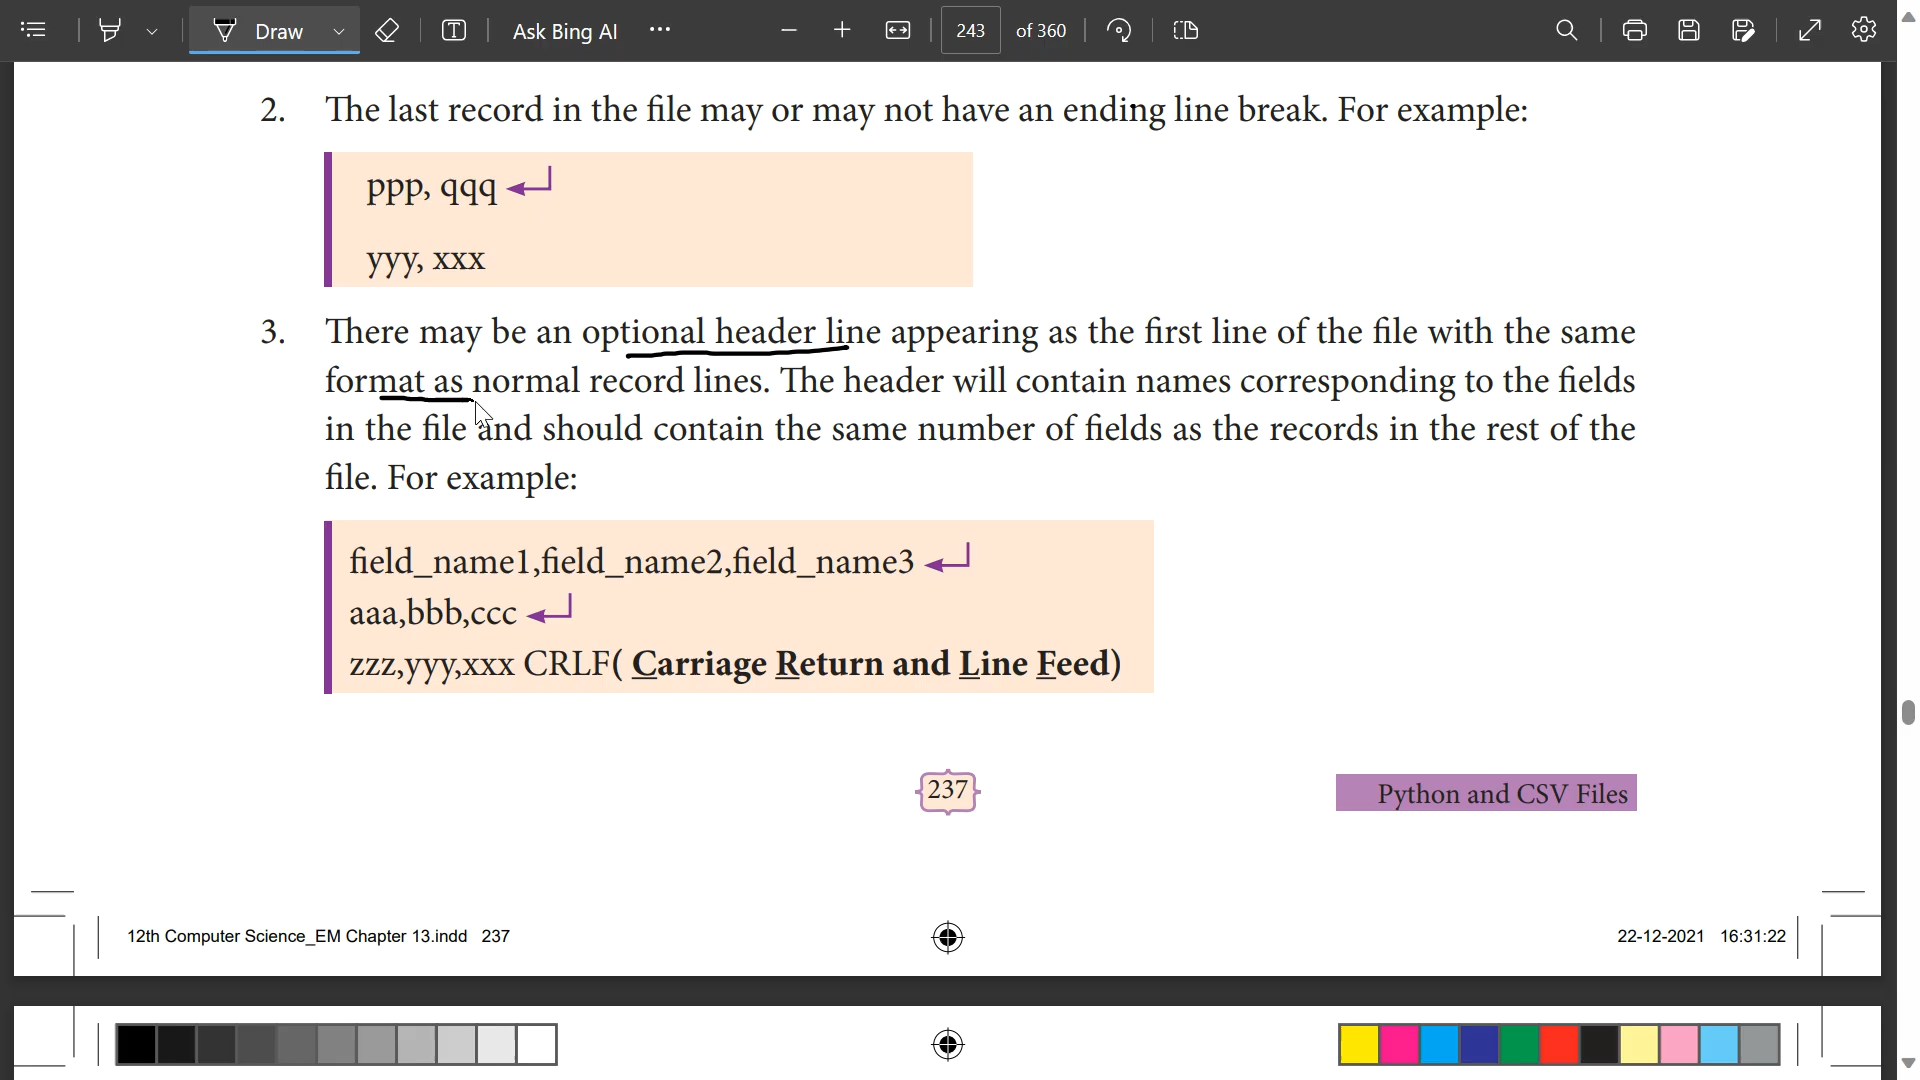 Draw
Ask Bing AI
243 of 360
2. The last record in the file may or may not have an ending line break. For example:
ppp, qqq
yyy, xxx
3. There may be an optional header line appearing as the first line of the file with the same
format as normal record lines. The header will contain names corresponding to the fields
in the file and should contain the same number of fields as the records in the rest of the
file. For example:
field_name1,field_name2,field_name3
aaa,bbb,ccc
zzz,yyy,xxx CRLF( Carriage Return and Line Feed)
237
Python and CSV Files
12th Computer Science_EM Chapter 13.indd 237
22-12-2021 16:31:22